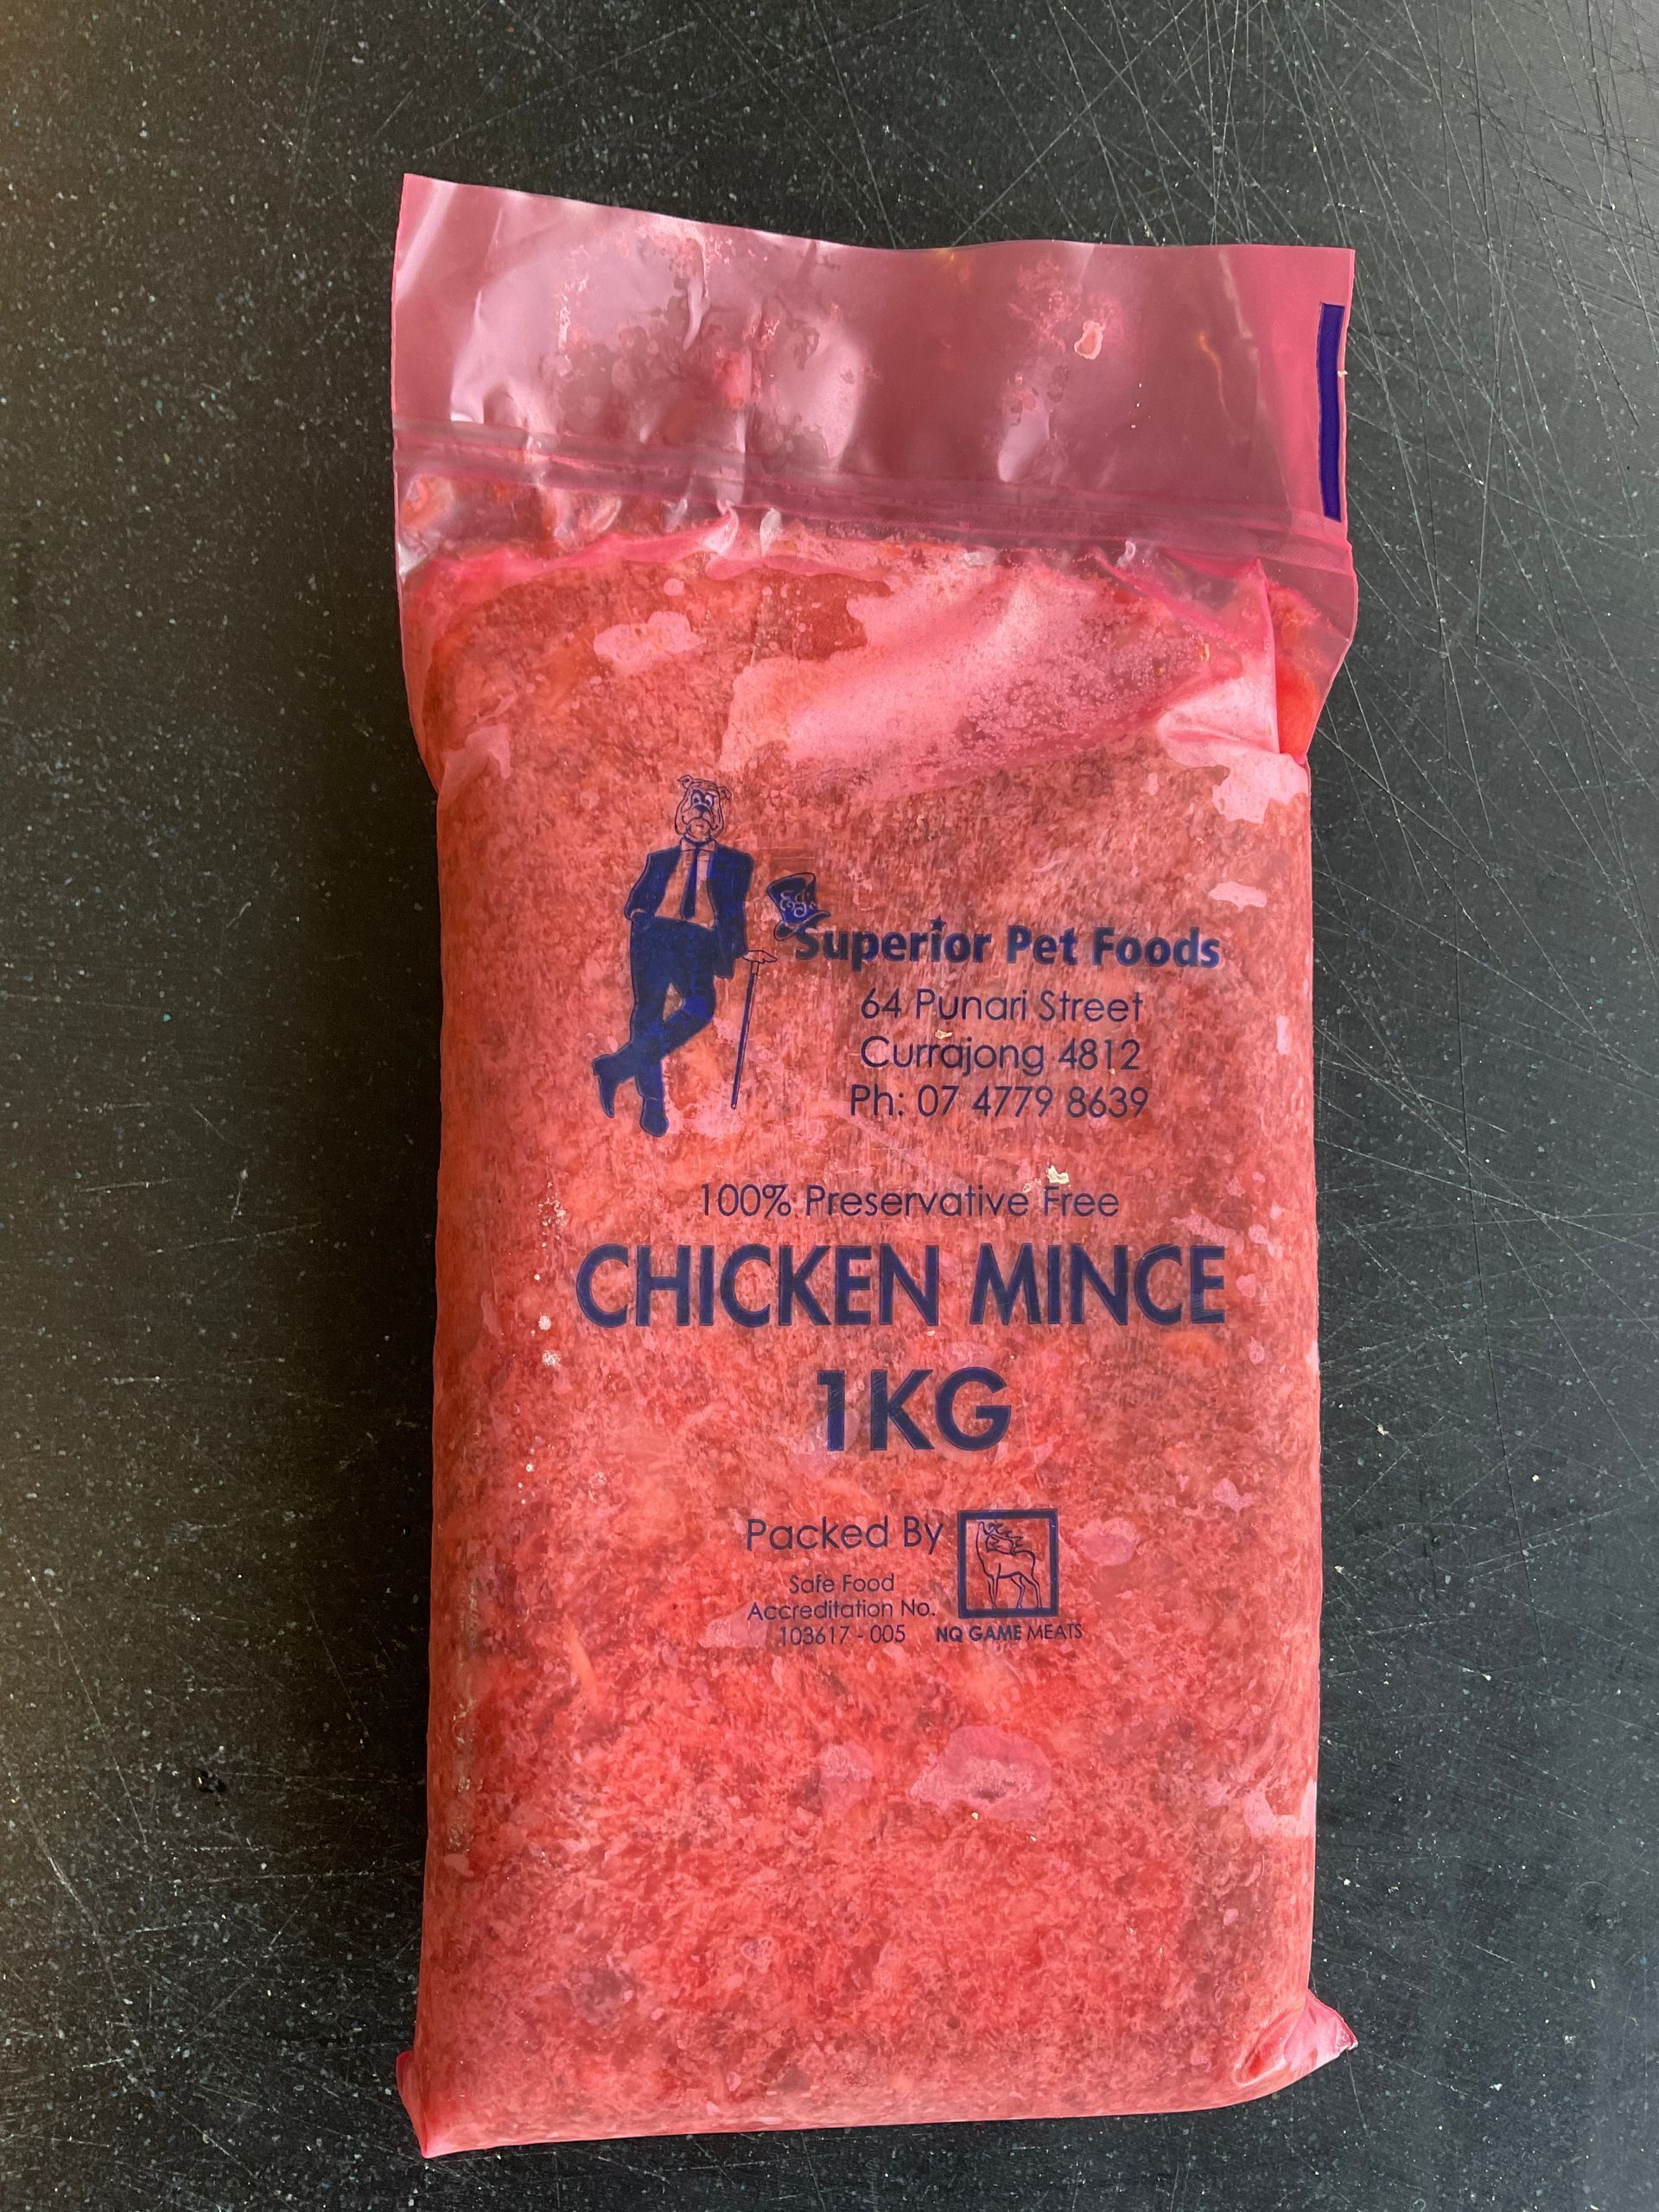 E.J.
Superior Pet Foods
64 Punari Street
Currajong 4812
Ph: 07 4779 8639
100% Preservative Free
CHICKEN MINCE
1KG
Packed By
Safe Food
Accreditation No.
103617 - 005
NQ GAME MEATS